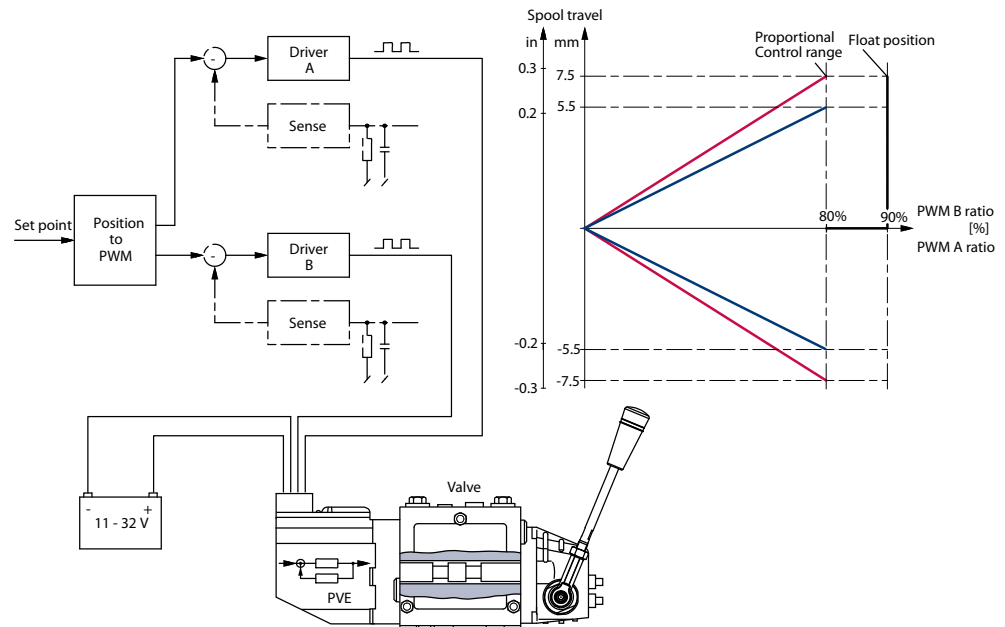 Driver
A
Sense
Set point
Position
to
PWM
Driver
B
Sense
- +
11 - 32 V
Valve
PVE
Spool travel
in mm
Proportional
Control range
Float position
0.3
7.5
5.5
0.2
80% 90%
PWM B ratio
[%]
PWM A ratio
-0.2
-5.5
-7.5
-0.3